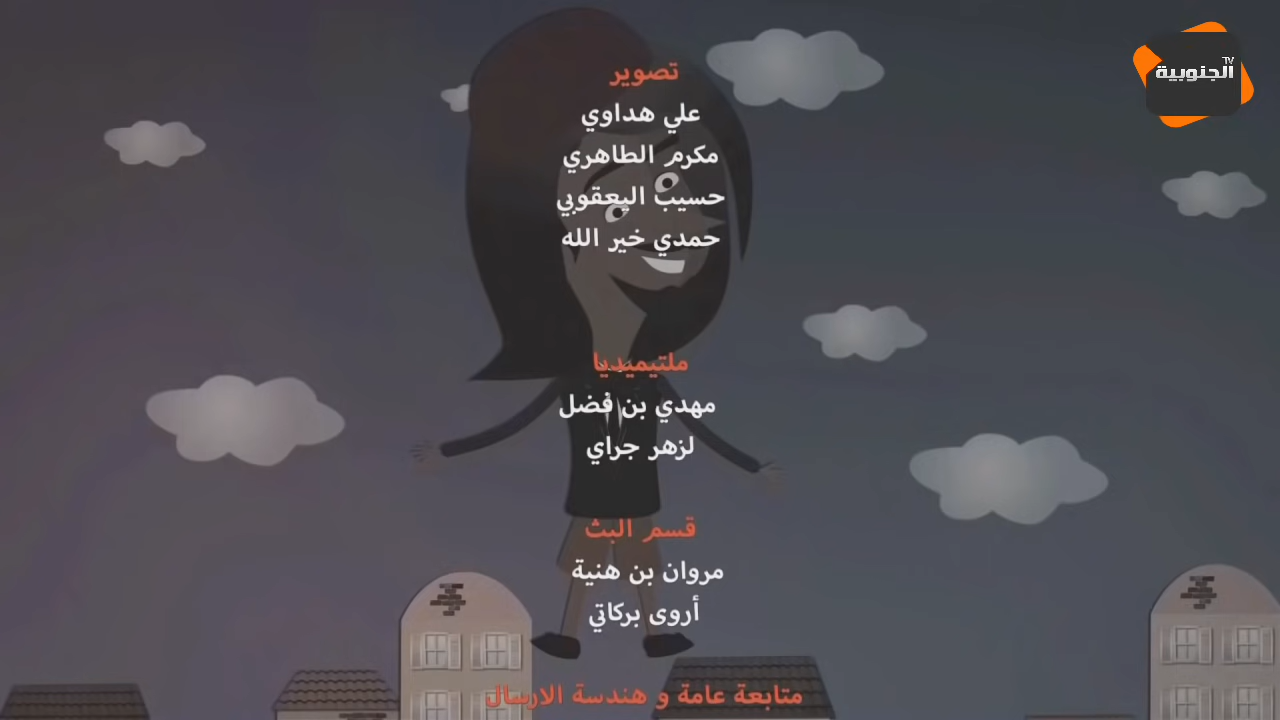 TV
الجنوبية
تصوير
علي هداوي
مكرم الطاهري
حسيب اليعقوبي
حمدي خير الله
ملتيميديا
مهدي بن فضل
لزهر جراي
قسم البث
مروان بن هنية
أروى بركاتي
متابعة عامة و هندسة الارسال